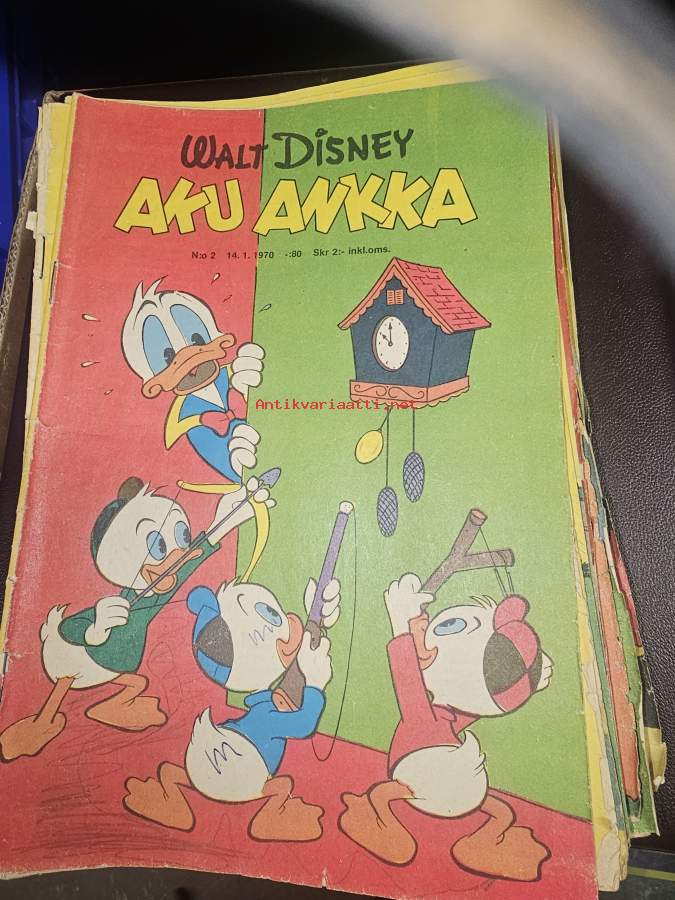 WALT DISNEY
AKU ANKKA
N:o 2 14.1.1970 -:80 Skr 2:- inkl.oms.
Antikvariaatti.net